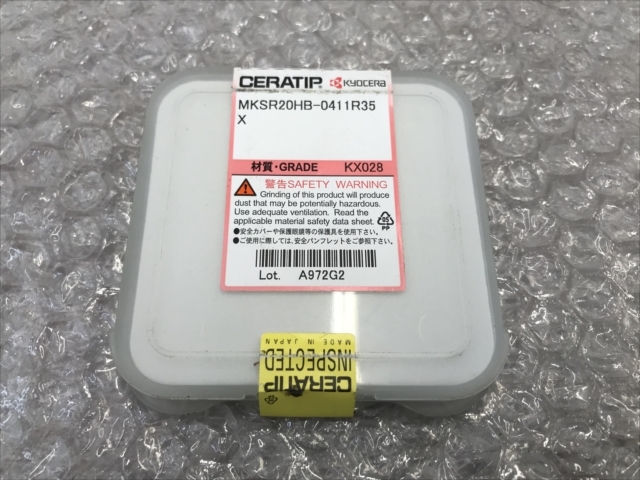 CERATIP® KYOCERA
MKSR20HB-0411R35
X
材質・GRADE KX028
警告SAFETY WARNING
Grinding of this product will produce
dust that may be potentially hazardous.
Use adequate ventilation. Read the
applicable material safety data sheet.
●安全カバーや保護眼鏡等の保護具を使用下さい。
●ご使用に際しては、安全パンフレットをご参照下さい。
PP
Lot. A972G2
CERATIP
INSPECTED
MADE IN JAPAN